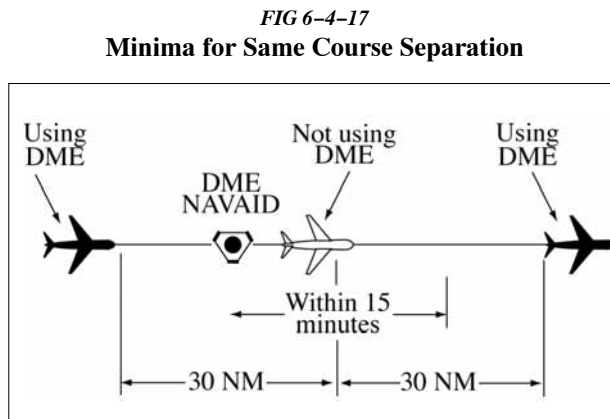 FIG 6–4–17
Minima for Same Course Separation
Using
DME
Not using
DME
Using
DME
DME
NAVAID
Within 15
minutes
30 NM
30 NM